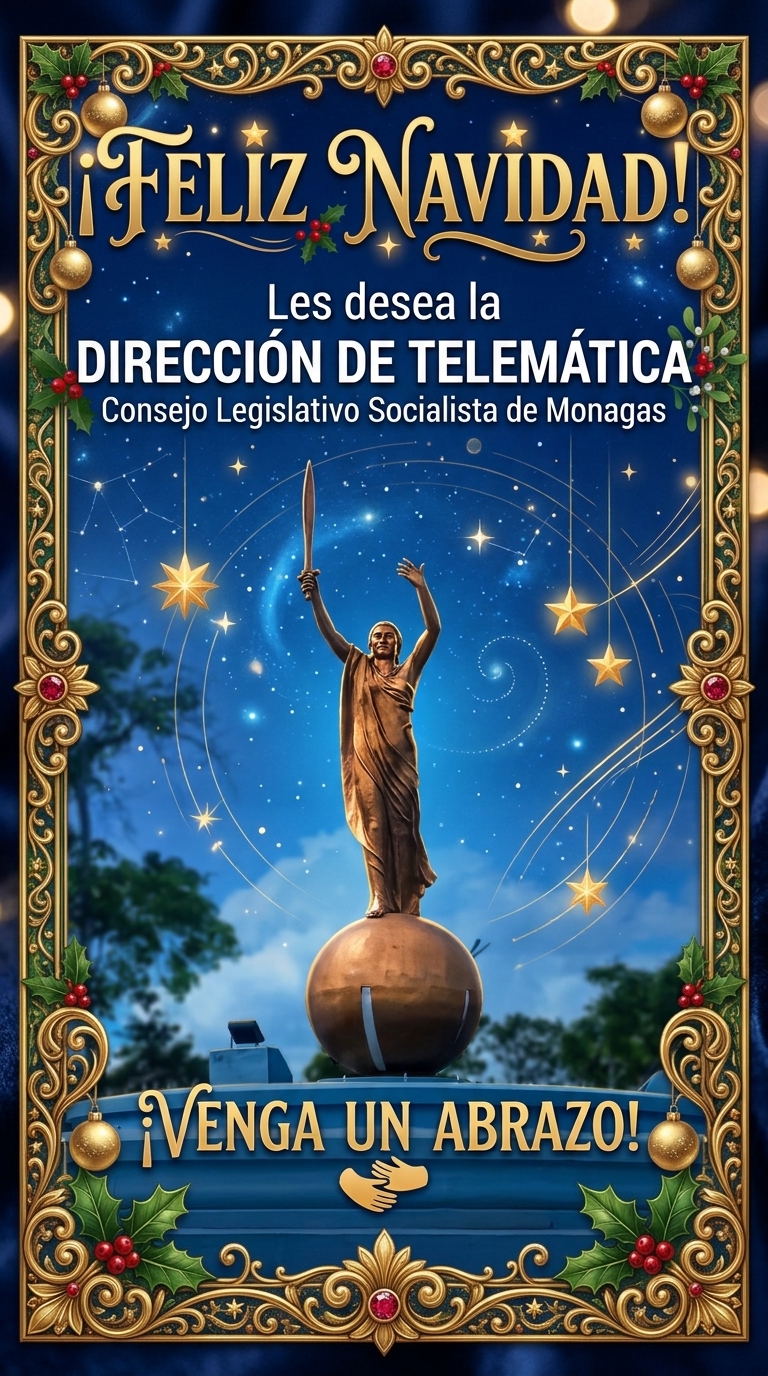 ¡FELIZ NAVIDAD!
Les desea la
DIRECCIÓN DE TELEMÁTICA
Consejo Legislativo Socialista de Monagas
¡VENGA UN ABRAZO!